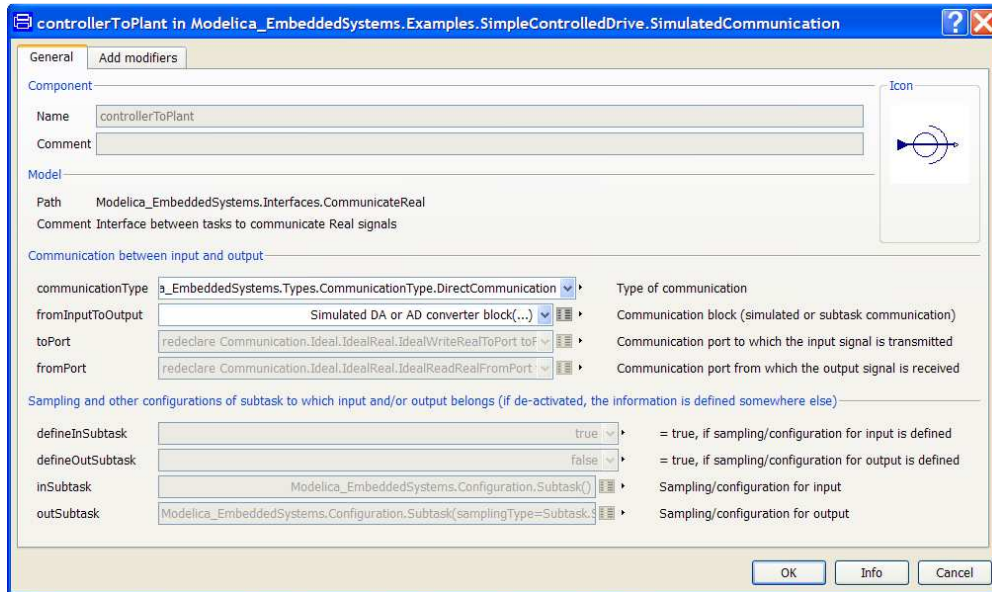 controllerToPlant in Modelica_EmbeddedSystems.Examples.SimpleControlledDrive.SimulatedCommunication
General Add modifiers
Component Icon
Name controllerToPlant
Comment
Model
Path Modelica_EmbeddedSystems.Interfaces.CommunicateReal
Comment Interface between tasks to communicate Real signals
Communication between input and output
communicationType a_EmbeddedSystems.Types.CommunicationType.DirectCommunication Type of communication
fromInputToOutput Simulated DA or AD converter block(...) Communication block (simulated or subtask communication)
toPort redeclare Communication.Ideal.IdealReal.IdealWriteRealToPort Communication port to which the input signal is transmitted
fromPort redeclare Communication.Ideal.IdealReal.IdealReadRealFromPort Communication port from which the output signal is received
Sampling and other configurations of subtask to which input and/or output belongs (if de-activated, the information is defined somewhere else)
defineInSubtask true = true, if sampling/configuration for input is defined
defineOutSubtask false = true, if sampling/configuration for output is defined
inSubtask Modelica_EmbeddedSystems.Configuration.Subtask() Sampling/configuration for input
outSubtask Modelica_EmbeddedSystems.Configuration.Subtask(samplingType=Subtask. Sampling/configuration for output
OK Info Cancel